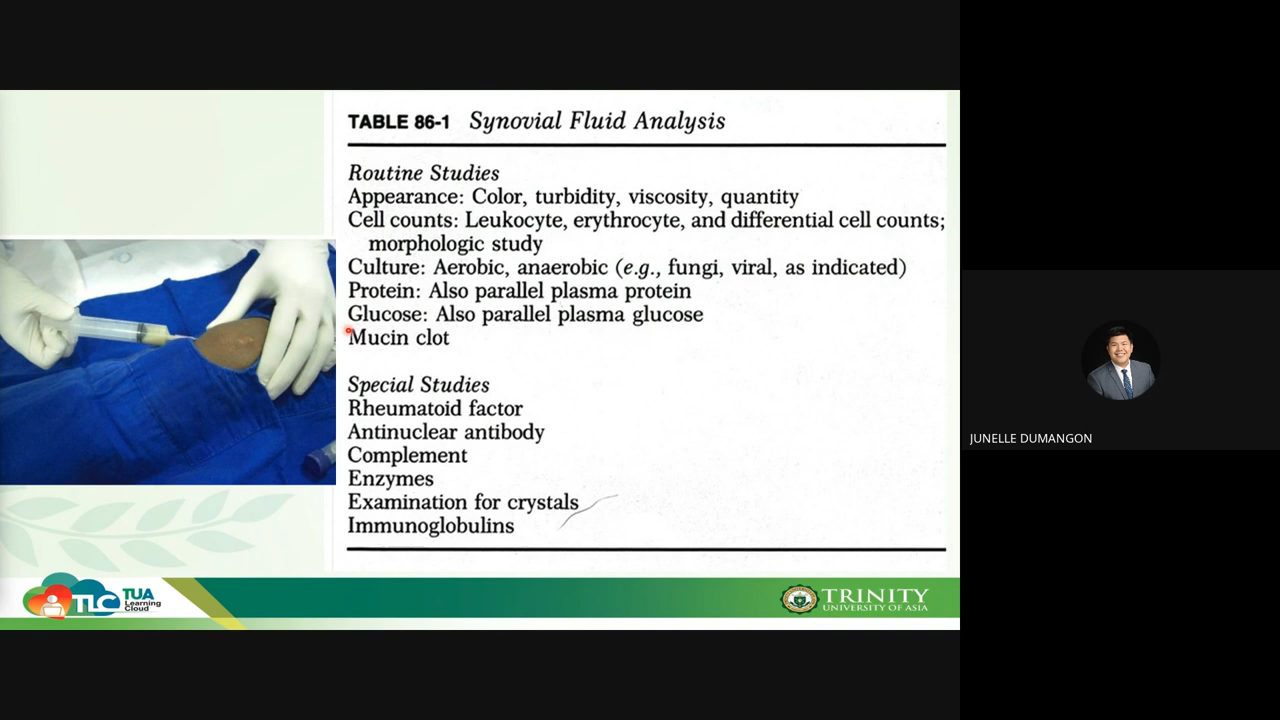 TABLE 86-1 Synovial Fluid Analysis
Routine Studies
Appearance: Color, turbidity, viscosity, quantity
Cell counts: Leukocyte, erythrocyte, and differential cell counts;
morphologic study
Culture: Aerobic, anaerobic (e.g., fungi, viral, as indicated)
Protein: Also parallel plasma protein
Glucose: Also parallel plasma glucose
Mucin clot
Special Studies
Rheumatoid factor
Antinuclear antibody
Complement
Enzymes
Examination for crystals
Immunoglobulins
JUNELLE DUMANGON
TLC TUA
Learning
Cloud
TRINITY
UNIVERSITY OF ASIA